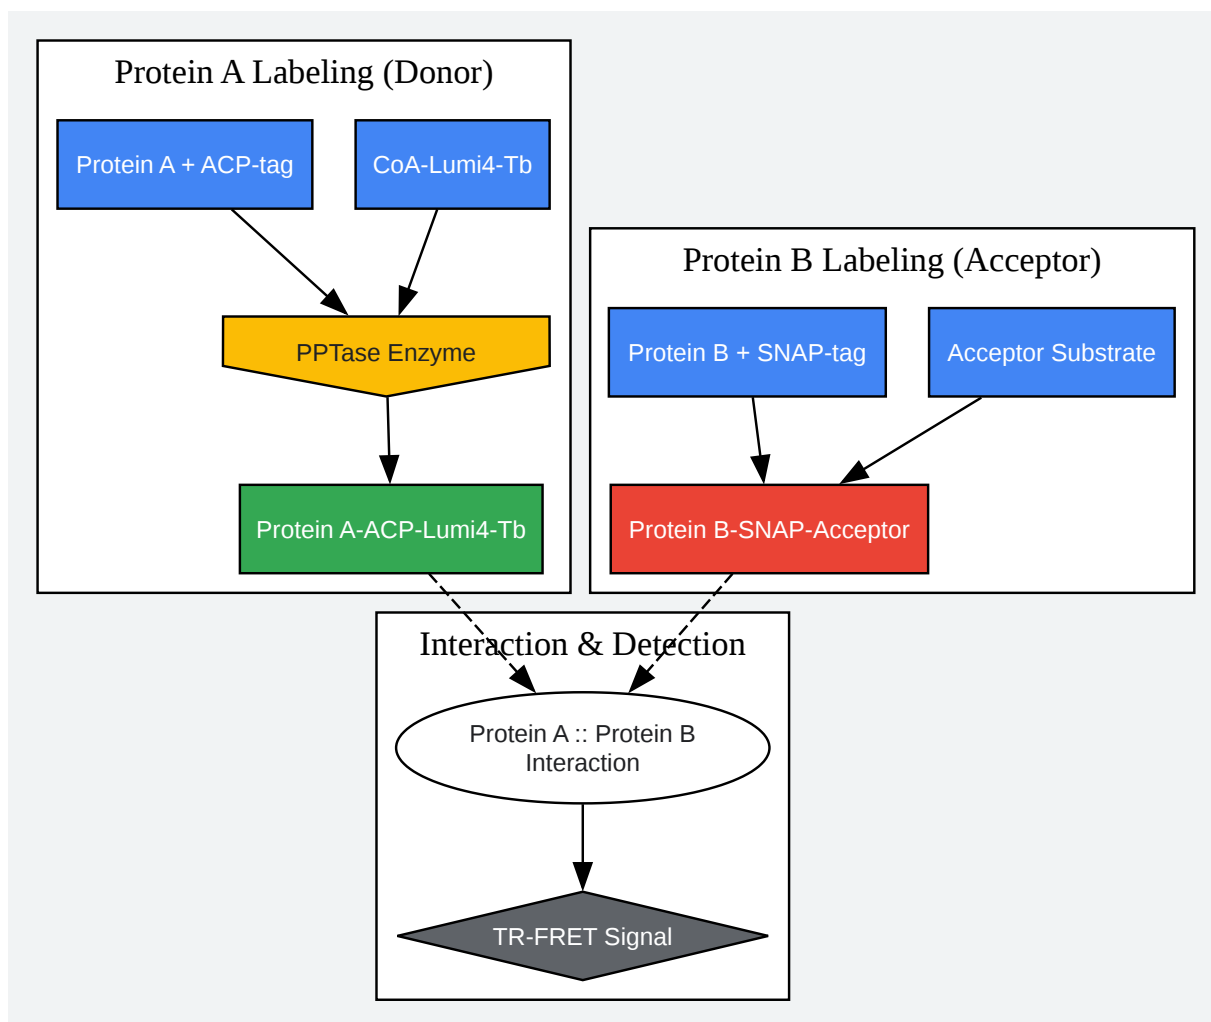 Protein A Labeling (Donor)
Protein A + ACP-tag
CoA-Lumi4-Tb
PPTase Enzyme
Protein A-ACP-Lumi4-Tb
Protein B Labeling (Acceptor)
Protein B + SNAP-tag
Acceptor Substrate
Protein B-SNAP-Acceptor
Interaction & Detection
Protein A :: Protein B
Interaction
TR-FRET Signal